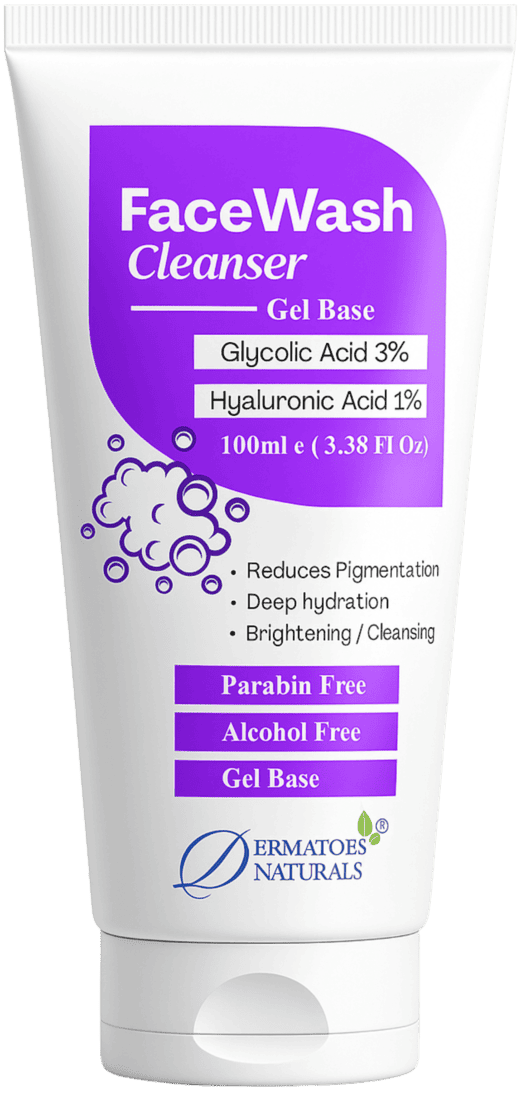 FaceWash
Cleanser
Gel Base
Glycolic Acid 3%
Hyaluronic Acid 1%
100ml e ( 3.38 FI Oz)
• Reduces Pigmentation
• Deep hydration
• Brightening / Cleansing
Parabin Free
Alcohol Free
Gel Base
DERMATOES ®
NATURALS